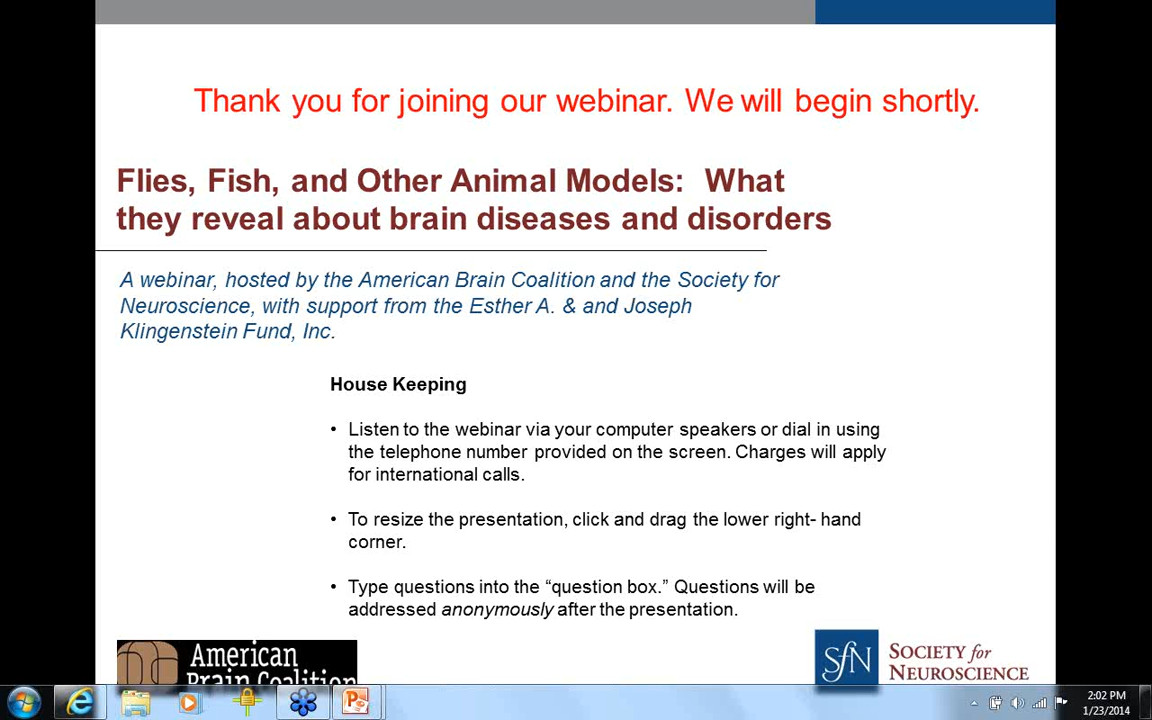 Thank you for joining our webinar. We will begin shortly.
Flies, Fish, and Other Animal Models: What
they reveal about brain diseases and disorders
A webinar, hosted by the American Brain Coalition and the Society for
Neuroscience, with support from the Esther A. & and Joseph
Klingenstein Fund, Inc.
House Keeping
• Listen to the webinar via your computer speakers or dial in using
the telephone number provided on the screen. Charges will apply
for international calls.
• To resize the presentation, click and drag the lower right- hand
corner.
• Type questions into the “question box.” Questions will be
addressed anonymously after the presentation.
American
Brain Coalition
SfN
SOCIETY for
NEUROSCIENCE
2:02 PM
1/23/2014